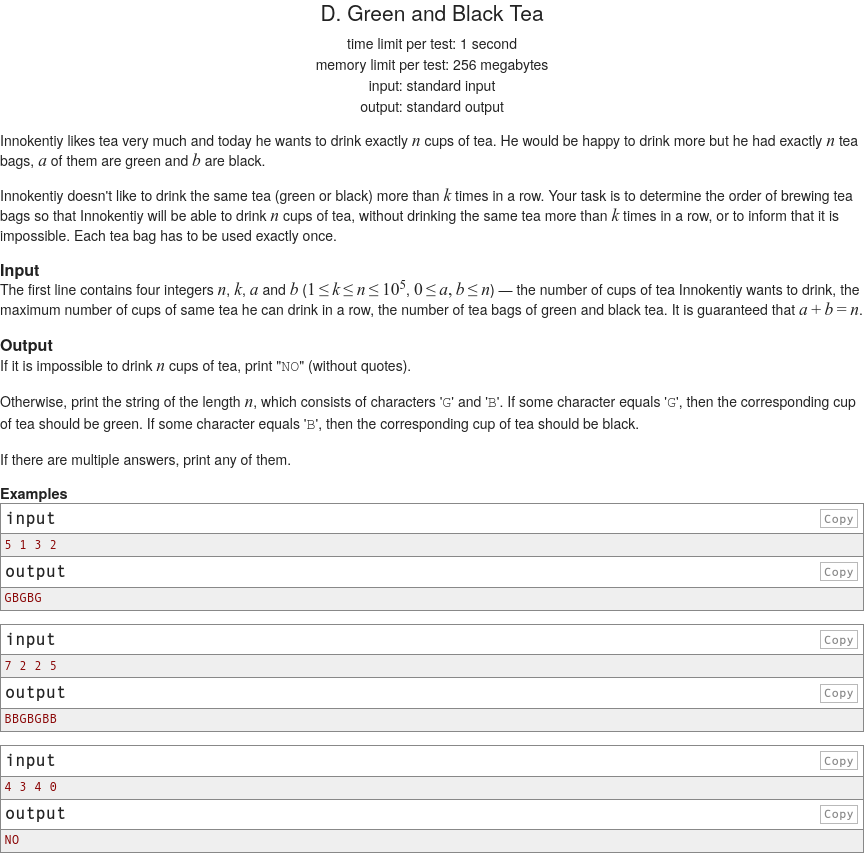 D. Green and Black Tea
time limit per test: 1 second
memory limit per test: 256 megabytes
input: standard input
output: standard output
Innokentiy likes tea very much and today he wants to drink exactly n cups of tea. He would be happy to drink more but he had exactly n tea
bags, a of them are green and b are black.
Innokentiy doesn't like to drink the same tea (green or black) more than k times in a row. Your task is to determine the order of brewing tea
bags so that Innokentiy will be able to drink n cups of tea, without drinking the same tea more than k times in a row, or to inform that it is
impossible. Each tea bag has to be used exactly once.
Input
The first line contains four integers n, k, a and b (1 ≤ k ≤ n ≤ 10⁵, 0 ≤ a, b ≤ n) — the number of cups of tea Innokentiy wants to drink, the
maximum number of cups of same tea he can drink in a row, the number of tea bags of green and black tea. It is guaranteed that a + b = n.
Output
If it is impossible to drink n cups of tea, print "NO" (without quotes).
Otherwise, print the string of the length n, which consists of characters 'G' and 'B'. If some character equals 'G', then the corresponding cup
of tea should be green. If some character equals 'B', then the corresponding cup of tea should be black.
If there are multiple answers, print any of them.
Examples
input Copy
5 1 3 2
output Copy
GBGBG
input Copy
7 2 2 5
output Copy
BBGBGBB
input Copy
4 3 4 0
output Copy
NO